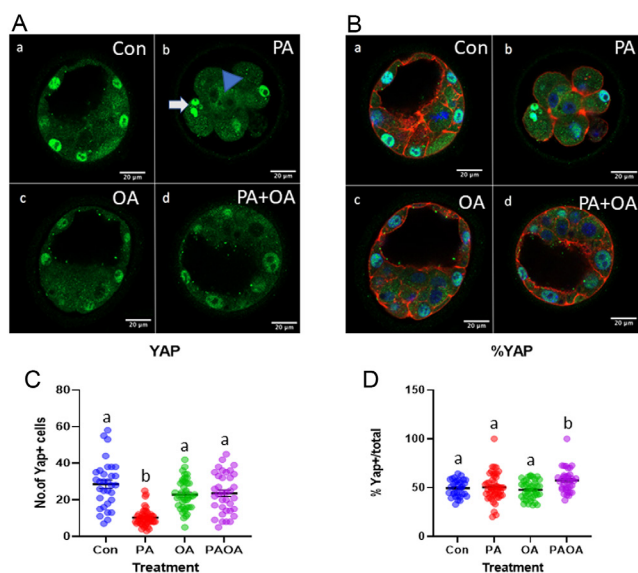 A
B
a Con
b PA
a Con
b PA
20 μm
20 μm
20 μm
20 μm
c OA
d PA+OA
c OA
d PA+OA
20 μm
20 μm
20 μm
20 μm
YAP
%YAP
C
D
No.of Yap+ cells
80
60
40
20
0
a
b
a
a
Con PA OA PAOA
Treatment
% Yap+/total
150
100
50
0
a
a
a
b
Con PA OA PAOA
Treatment